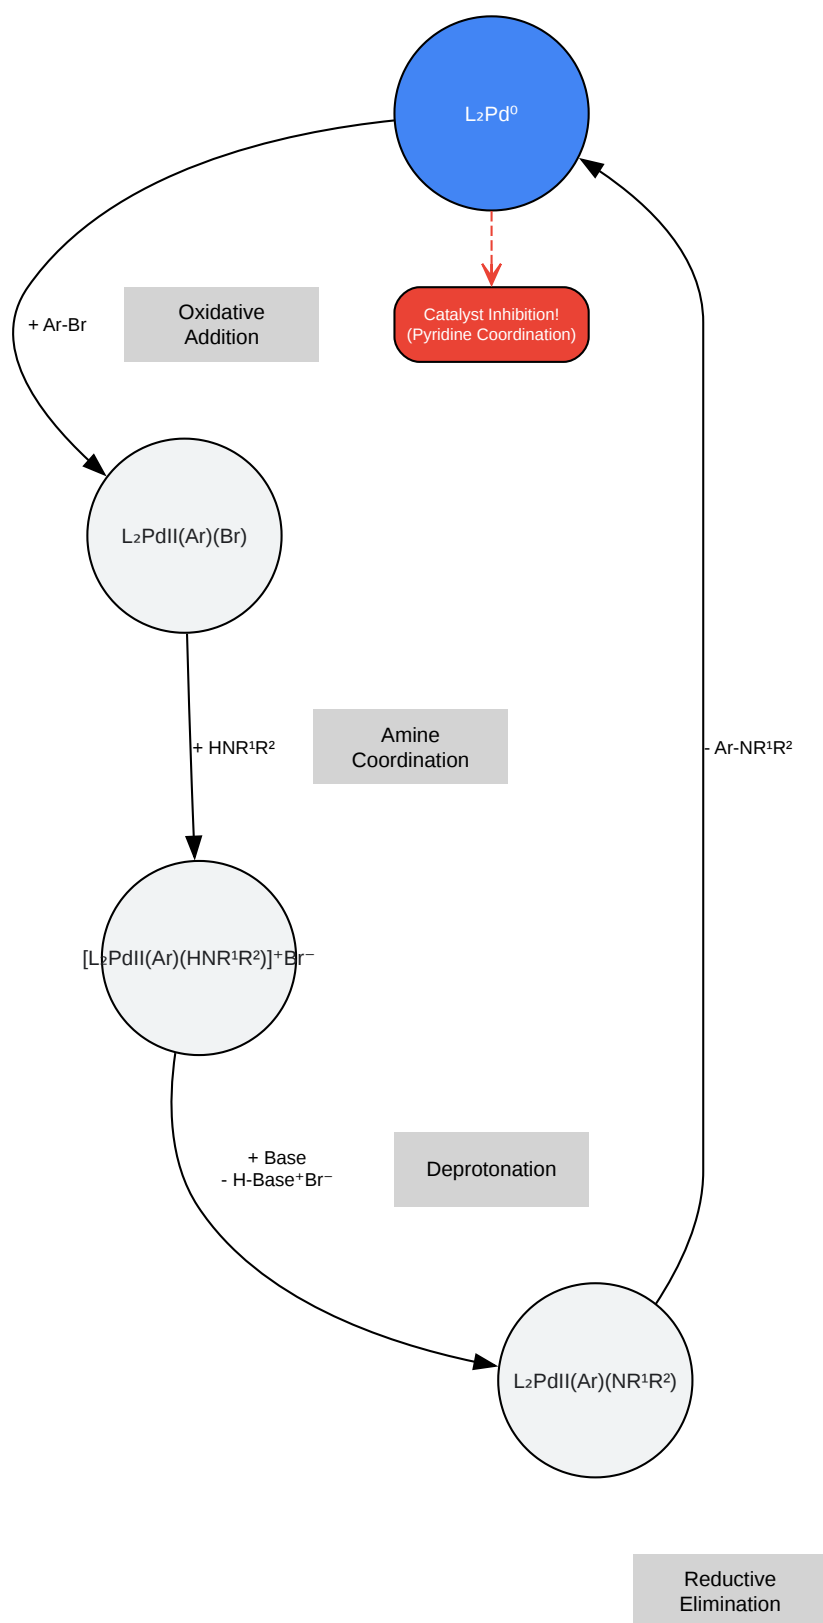 L₂Pd⁰
Catalyst Inhibition!
(Pyridine Coordination)
+ Ar-Br
Oxidative
Addition
L₂PdII(Ar)(Br)
+ HNR¹R²
Amine
Coordination
- Ar-NR¹R²
[L₂PdII(Ar)(HNR¹R²)]⁺Br⁻
+ Base
- H-Base⁺Br⁻
Deprotonation
L₂PdII(Ar)(NR¹R²)
Reductive
Elimination